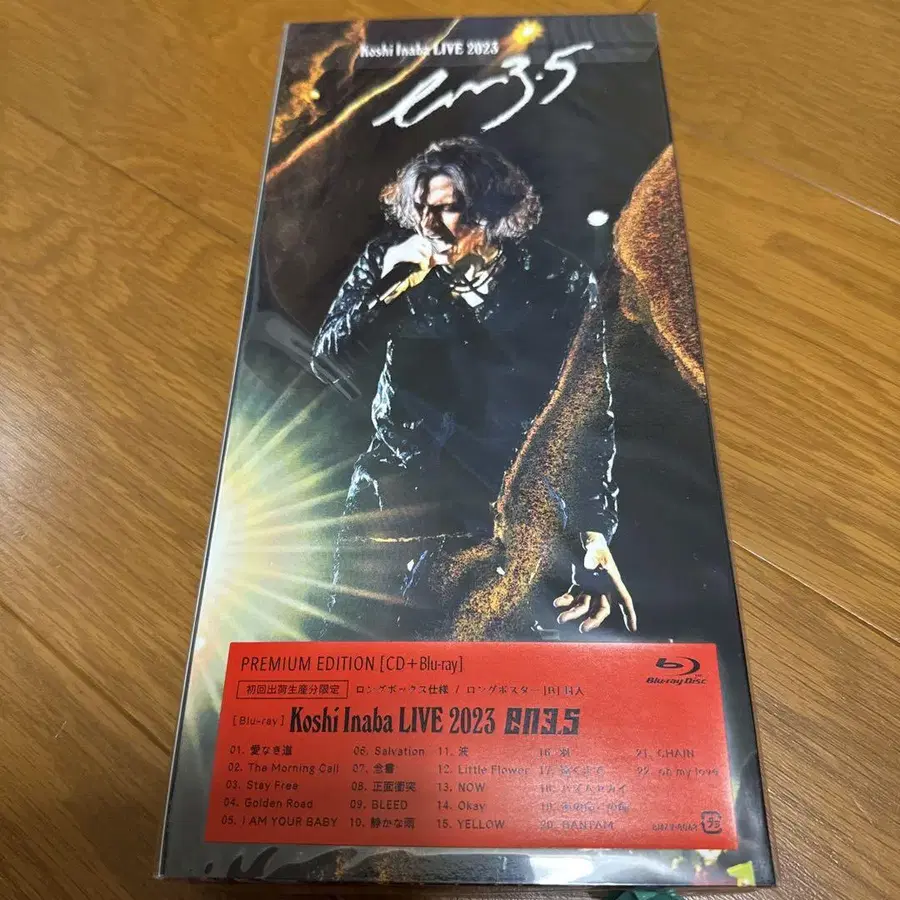 Koshi Inaba LIVE 2023
en3.5
PREMIUM EDITION [CD+Blu-ray]
Blu-ray Disc
初回出荷生産分限定 ロングボックス仕様 / ロングポスター
[Blu-ray] Koshi Inaba LIVE 2023 en3.5
01. 愛なき道 06. Salvation 11. 波 16. 羽 21. CHAIN
02. The Morning Call 07. 念書 12. Little Flower 17. 22. oh my love
03. Stay Free 08. 正面衝突 13. NOW 18.
04. Golden Road 09. BLEED 14. Okay 19.
05. I AM YOUR BABY 10. 静かな雨 15. YELLOW 20. BANTAM